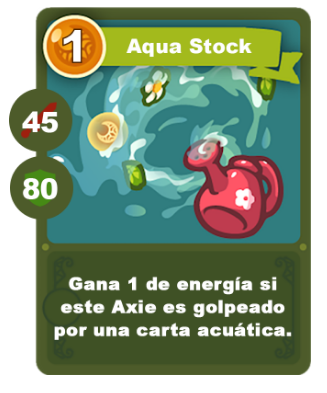 1
Aqua Stock
45
80
Gana 1 de energía si
este Axie es golpeado
por una carta acuática.